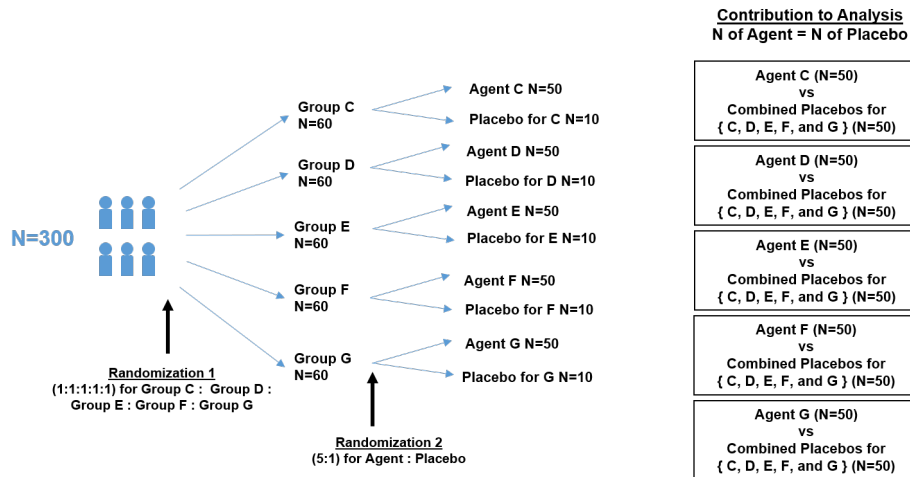 Contribution to Analysis
N of Agent = N of Placebo
N=300
Randomization 1
(1:1:1:1:1) for Group C : Group D :
Group E : Group F : Group G
Group C
N=60
Group D
N=60
Group E
N=60
Group F
N=60
Group G
N=60
Randomization 2
(5:1) for Agent : Placebo
Agent C N=50
Placebo for C N=10
Agent D N=50
Placebo for D N=10
Agent E N=50
Placebo for E N=10
Agent F N=50
Placebo for F N=10
Agent G N=50
Placebo for G N=10
Agent C (N=50)
vs
Combined Placebos for
{ C, D, E, F, and G } (N=50)
Agent D (N=50)
vs
Combined Placebos for
{ C, D, E, F, and G } (N=50)
Agent E (N=50)
vs
Combined Placebos for
{ C, D, E, F, and G } (N=50)
Agent F (N=50)
vs
Combined Placebos for
{ C, D, E, F, and G } (N=50)
Agent G (N=50)
vs
Combined Placebos for
{ C, D, E, F, and G } (N=50)